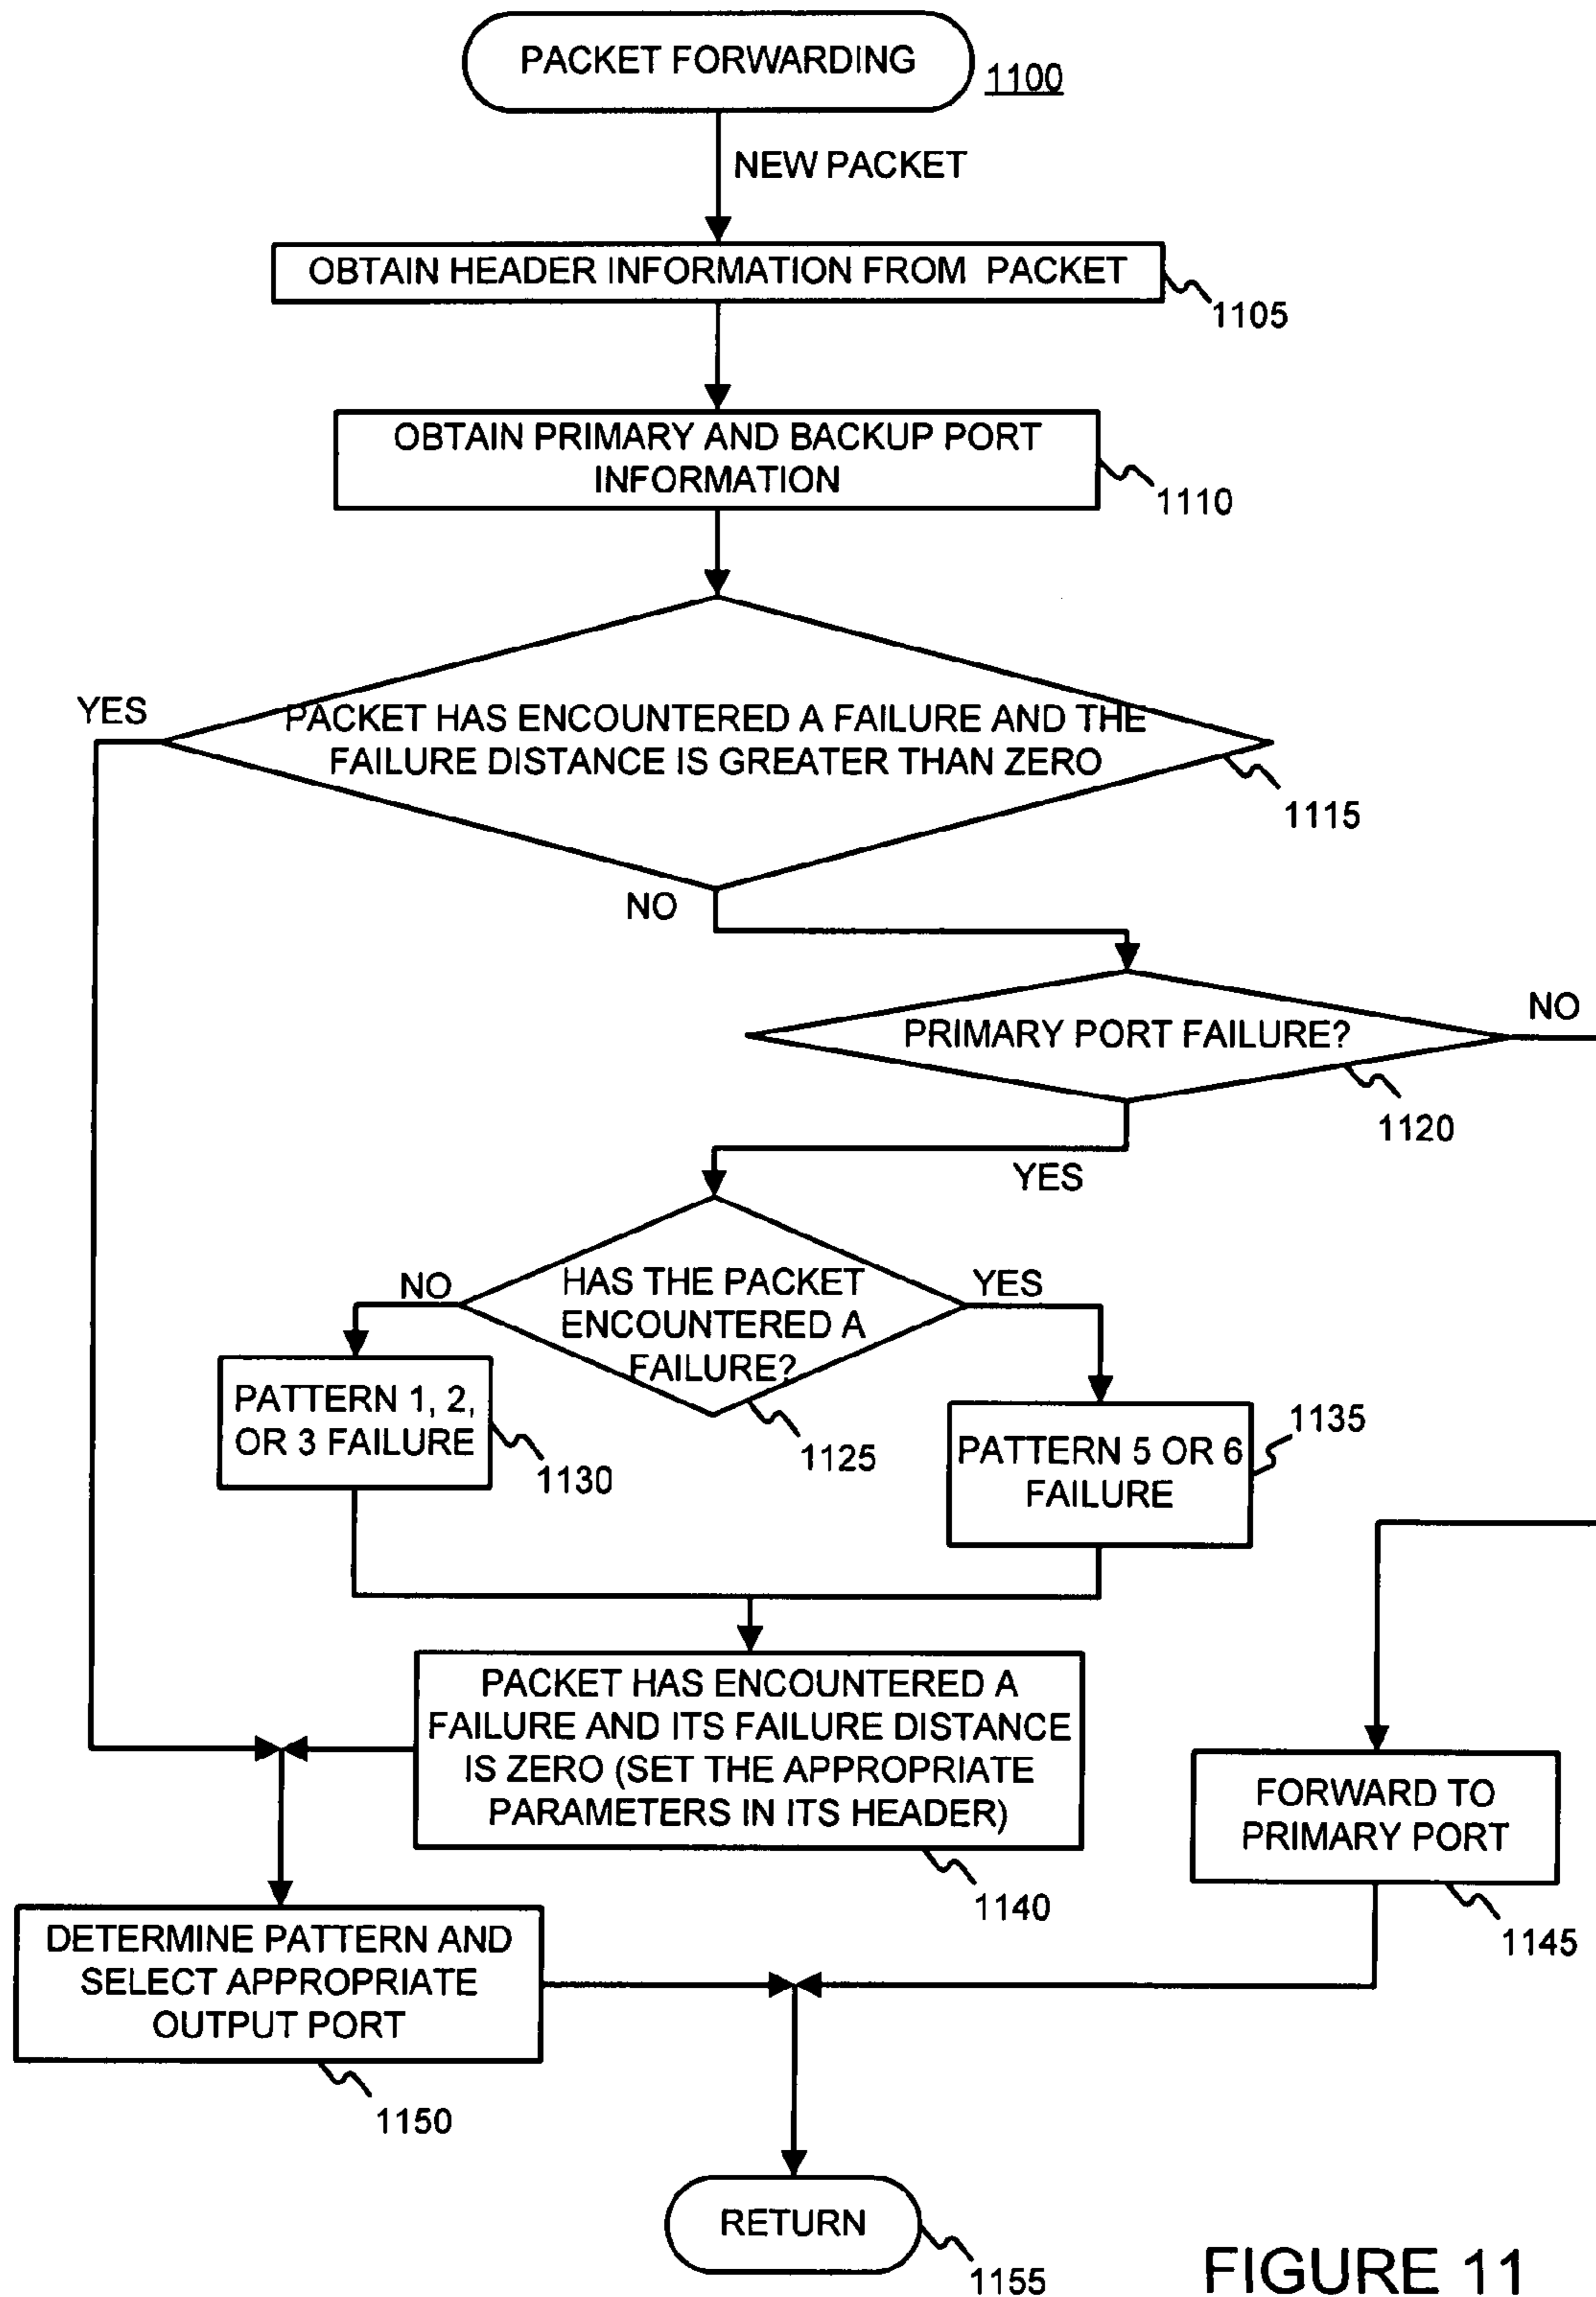 PACKET FORWARDING
1100
NEW PACKET
OBTAIN HEADER INFORMATION FROM PACKET
1105
OBTAIN PRIMARY AND BACKUP PORT
INFORMATION
1110
YES
PACKET HAS ENCOUNTERED A FAILURE AND THE
FAILURE DISTANCE IS GREATER THAN ZERO
1115
NO
NO
PRIMARY PORT FAILURE?
1120
YES
NO
HAS THE PACKET
ENCOUNTERED A
FAILURE?
YES
1125
PATTERN 1, 2,
OR 3 FAILURE
1130
1135
PATTERN 5 OR 6
FAILURE
PACKET HAS ENCOUNTERED A
FAILURE AND ITS FAILURE DISTANCE
IS ZERO (SET THE APPROPRIATE
PARAMETERS IN ITS HEADER)
1140
FORWARD TO
PRIMARY PORT
1145
DETERMINE PATTERN AND
SELECT APPROPRIATE
OUTPUT PORT
1150
RETURN
1155
FIGURE 11